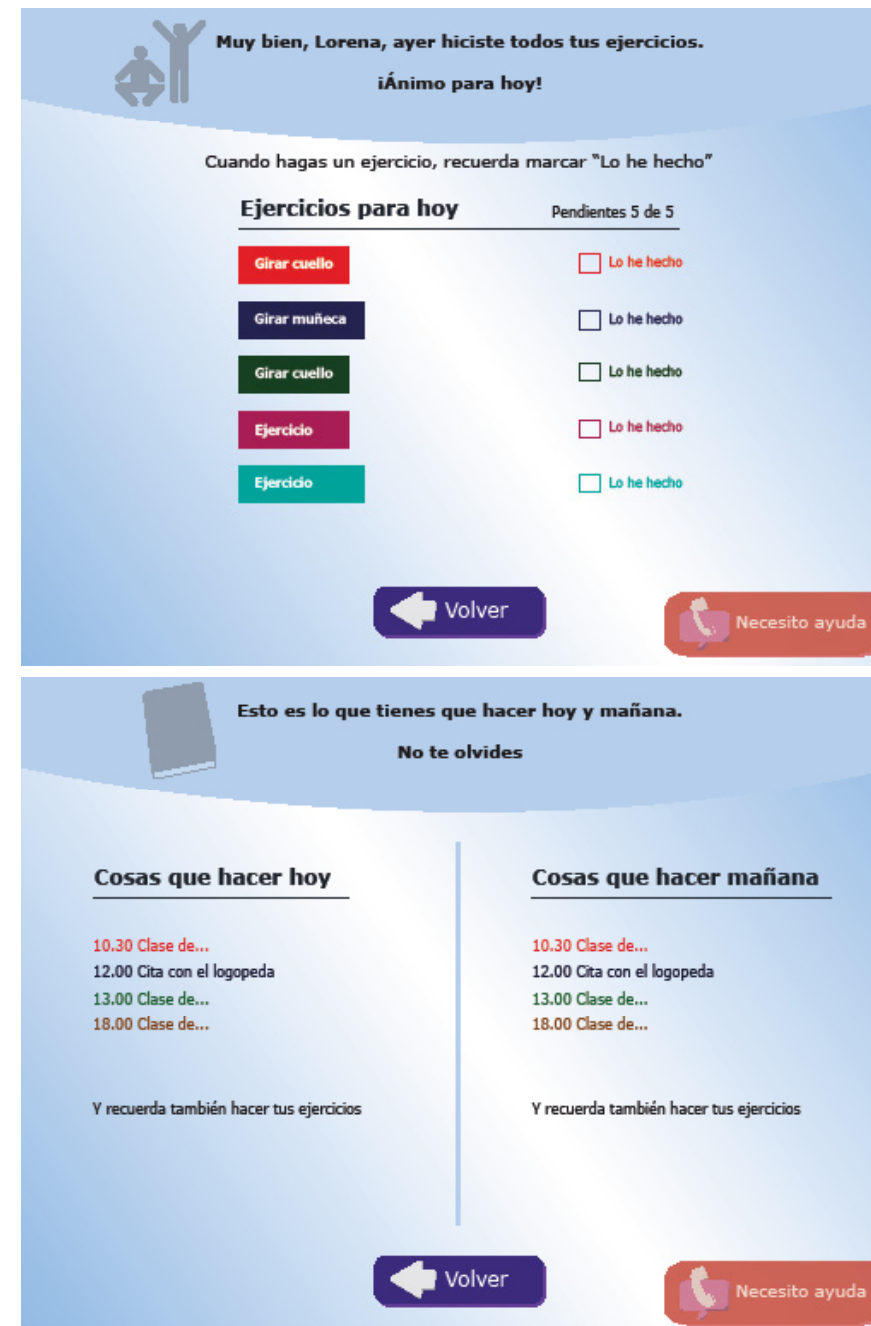 Muy bien, Lorena, ayer hiciste todos tus ejercicios.
¡Ánimo para hoy!
Cuando hagas un ejercicio, recuerda marcar “Lo he hecho”
Ejercicios para hoy Pendientes 5 de 5
Girar cuello Lo he hecho
Girar muñeca Lo he hecho
Girar cuello Lo he hecho
Ejercicio Lo he hecho
Ejercicio Lo he hecho
Volver
Necesito ayuda
Esto es lo que tienes que hacer hoy y mañana.
No te olvides
Cosas que hacer hoy
10.30 Clase de...
12.00 Cita con el logopeda
13.00 Clase de...
18.00 Clase de...
Y recuerda también hacer tus ejercicios
Cosas que hacer mañana
10.30 Clase de...
12.00 Cita con el logopeda
13.00 Clase de...
18.00 Clase de...
Y recuerda también hacer tus ejercicios
Volver
Necesito ayuda